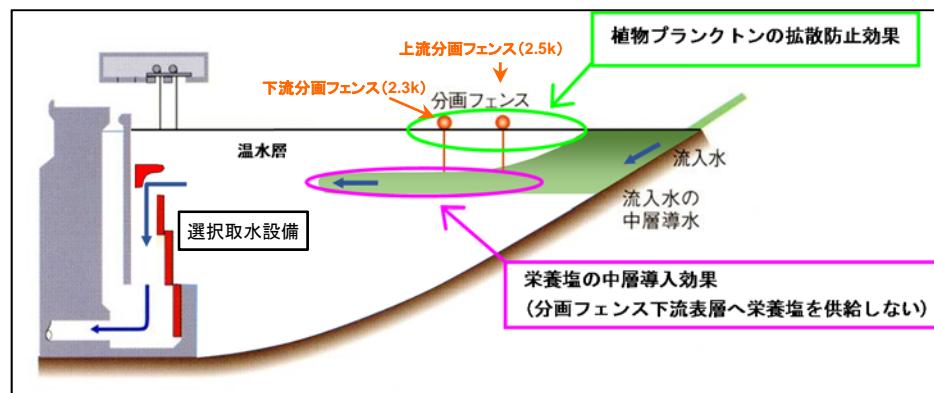 植物プランクトンの拡散防止効果
上流分画フェンス(2.5k)
下流分画フェンス(2.3k)
分画フェンス
温水層
流入水
流入水の
中層導水
選択取水設備
栄養塩の中層導入効果
(分画フェンス下流表層へ栄養塩を供給しない)